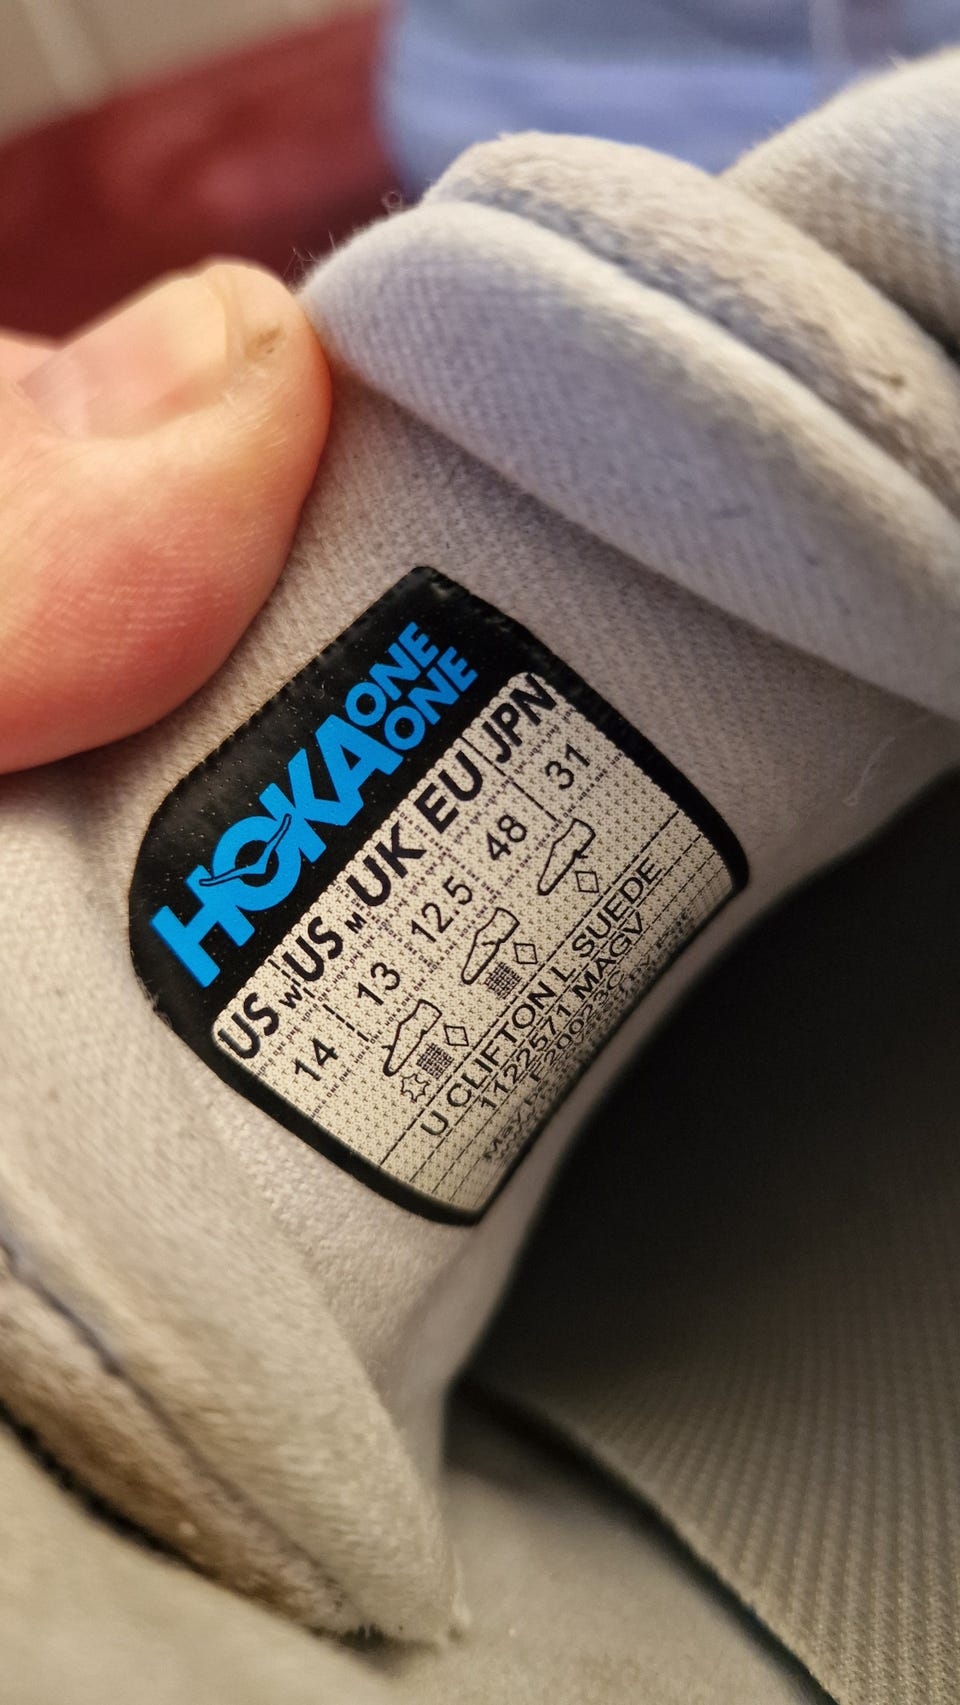 HOKA ONE ONE
US W US M UK EU JPN
14 13 12.5 48 31
U CLIFTON L SUEDE
1122571 MAGV